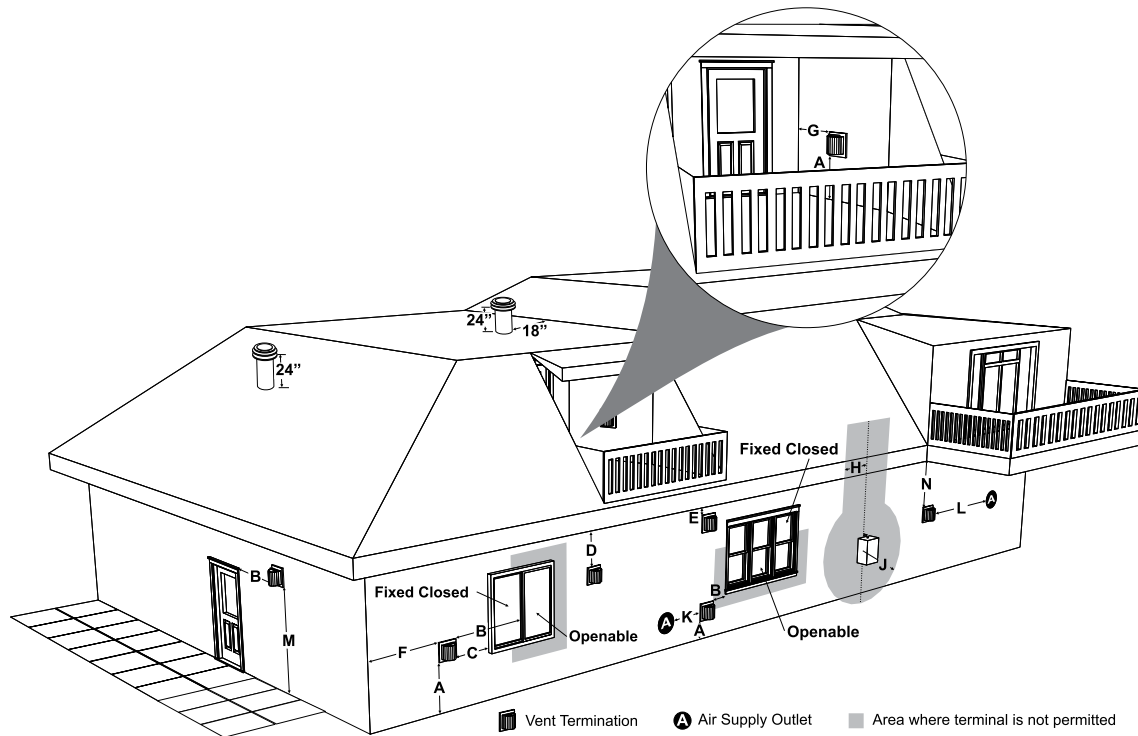 G
A
24”
18”
24”
Fixed Closed
H
N
L
A
E
D
J
B
Fixed Closed
B
Openable
B
K
A
A
Openable
M
F
C
A
Vent Termination
A Air Supply Outlet
Area where terminal is not permitted